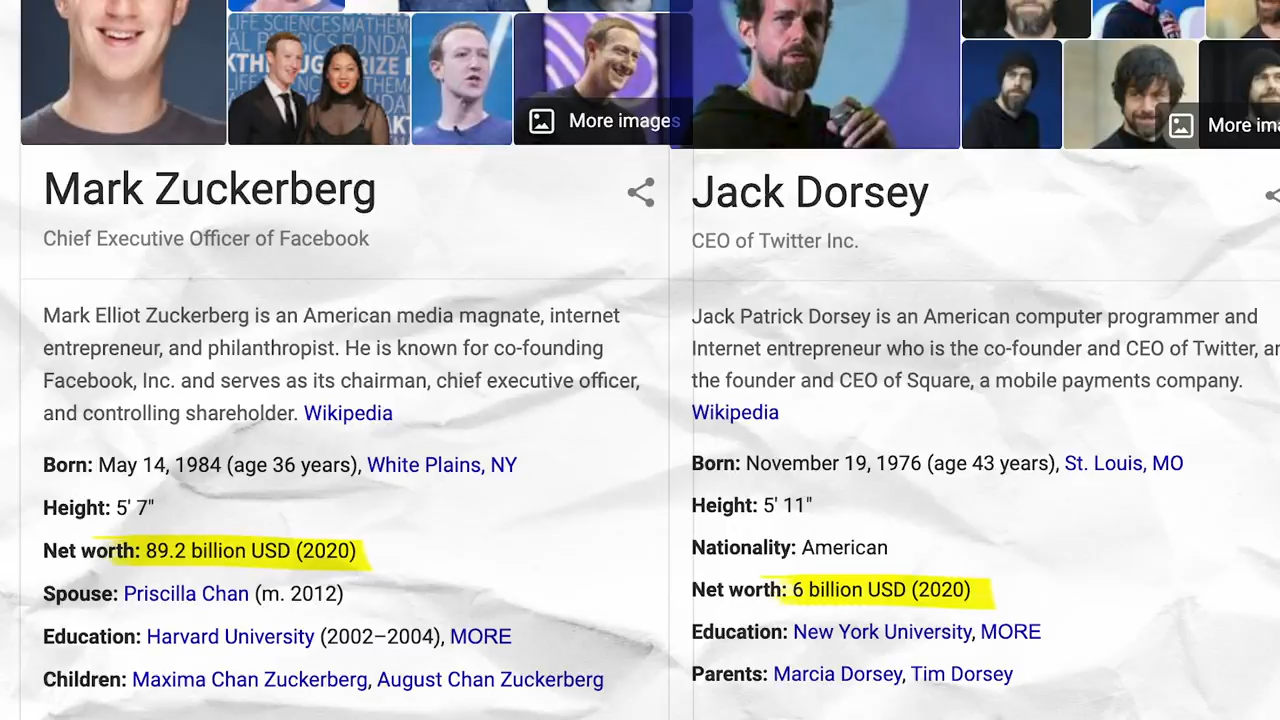 LIFE SCIENCES MATHEM
More images
More ima
Mark Zuckerberg
Chief Executive Officer of Facebook
Mark Elliot Zuckerberg is an American media magnate, internet
entrepreneur, and philanthropist. He is known for co-founding
Facebook, Inc. and serves as its chairman, chief executive officer,
and controlling shareholder. Wikipedia
Born: May 14, 1984 (age 36 years), White Plains, NY
Height: 5' 7"
Net worth: 89.2 billion USD (2020)
Spouse: Priscilla Chan (m. 2012)
Education: Harvard University (2002–2004), MORE
Children: Maxima Chan Zuckerberg, August Chan Zuckerberg
Jack Dorsey
CEO of Twitter Inc.
Jack Patrick Dorsey is an American computer programmer and
Internet entrepreneur who is the co-founder and CEO of Twitter, an
the founder and CEO of Square, a mobile payments company.
Wikipedia
Born: November 19, 1976 (age 43 years), St. Louis, MO
Height: 5' 11"
Nationality: American
Net worth: 6 billion USD (2020)
Education: New York University, MORE
Parents: Marcia Dorsey, Tim Dorsey